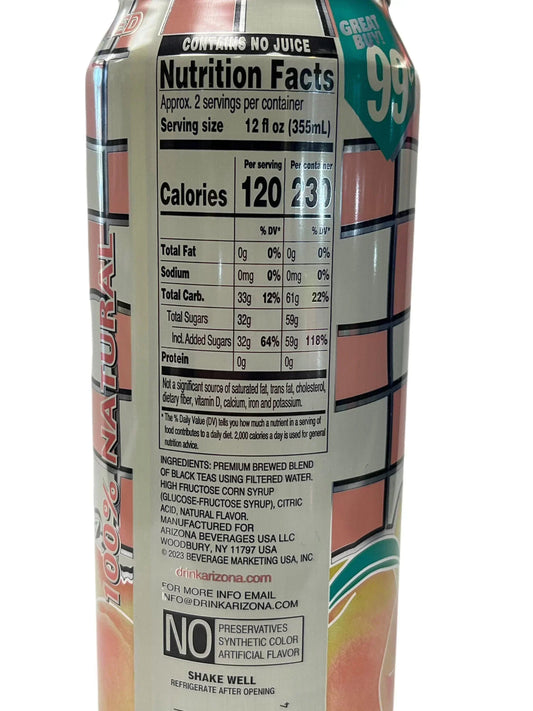 CONTAINS NO JUICE
GREAT
BUY!
99¢
Nutrition Facts
Approx. 2 servings per container
Serving size 12 fl oz (355mL)
Per serving Per container
Calories 120 230
% DV* % DV*
Total Fat 0g 0% 0g 0%
Sodium 0mg 0% 0mg 0%
Total Carb. 33g 12% 61g 22%
Total Sugars 32g 59g
Incl. Added Sugars 32g 64% 59g 118%
Protein 0g 0g
Not a significant source of saturated fat, trans fat, cholesterol,
dietary fiber, vitamin D, calcium, iron and potassium.
* The % Daily Value (DV) tells you how much a nutrient in a serving of
food contributes to a daily diet. 2,000 calories a day is used for general
nutrition advice.
INGREDIENTS: PREMIUM BREWED BLEND
OF BLACK TEAS USING FILTERED WATER,
HIGH FRUCTOSE CORN SYRUP
(GLUCOSE-FRUCTOSE SYRUP), CITRIC
ACID, NATURAL FLAVOR.
MANUFACTURED FOR
ARIZONA BEVERAGES USA LLC
WOODBURY, NY 11797 USA
© 2023 BEVERAGE MARKETING USA, INC.
drinkarizona.com
FOR MORE INFO EMAIL
INFO@DRINKARIZONA.COM
NO PRESERVATIVES
SYNTHETIC COLOR
ARTIFICIAL FLAVOR
SHAKE WELL
REFRIGERATE AFTER OPENING
100% NATURAL